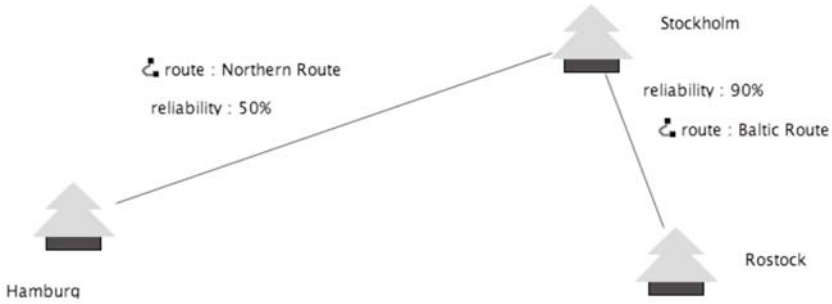 Stockholm
route : Northern Route
reliability : 50%
reliability : 90%
route : Baltic Route
Rostock
Hamburg